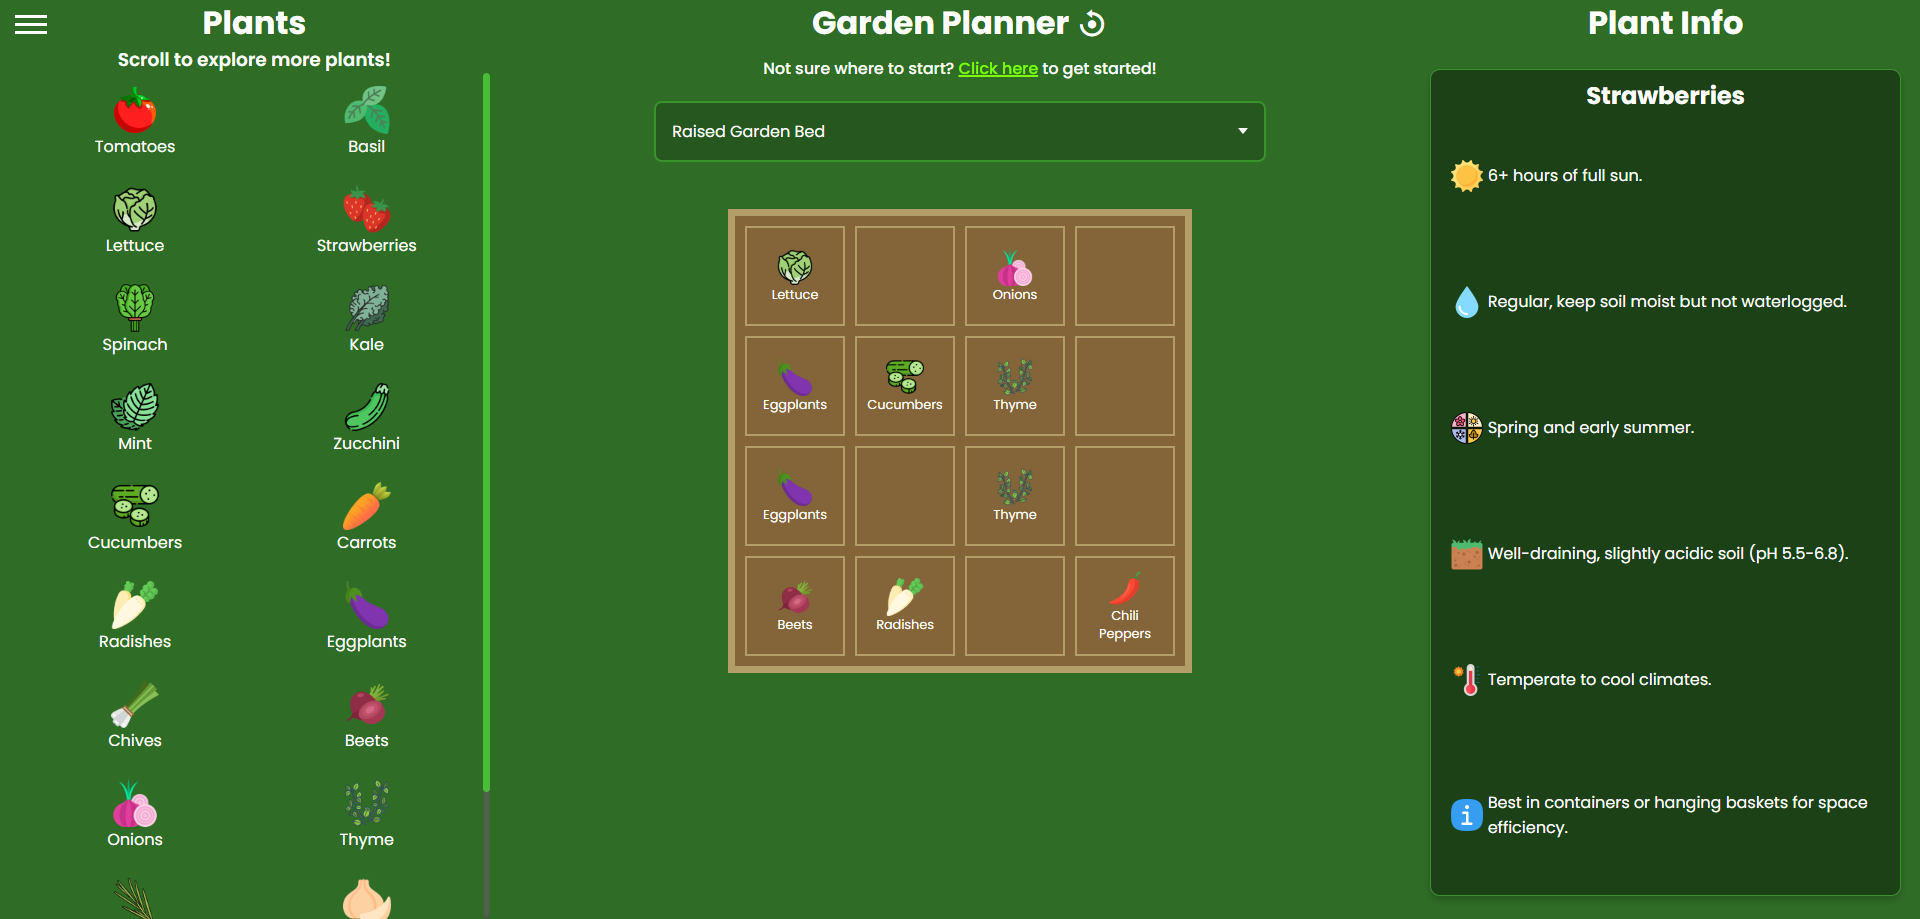 Plants
Scroll to explore more plants!
Tomatoes
Basil
Lettuce
Strawberries
Spinach
Kale
Mint
Zucchini
Cucumbers
Carrots
Radishes
Eggplants
Chives
Beets
Onions
Thyme
Garden Planner
Not sure where to start? Click here to get started!
Raised Garden Bed
Lettuce
Onions
Eggplants
Cucumbers
Thyme
Eggplants
Thyme
Beets
Radishes
Chili
Peppers
Plant Info
Strawberries
6+ hours of full sun.
Regular, keep soil moist but not waterlogged.
Spring and early summer.
Well-draining, slightly acidic soil (pH 5.5-6.8).
Temperate to cool climates.
Best in containers or hanging baskets for space
efficiency.